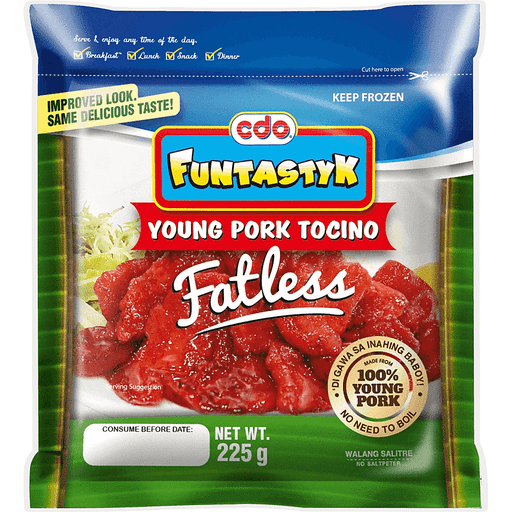 Serve & enjoy any time of the day.
Breakfast Lunch Snack Dinner
Cut here to open
KEEP FROZEN
IMPROVED LOOK.
SAME DELICIOUS TASTE!
cdo
FUNTASTYK
YOUNG PORK TOCINO
Fatless
•DI GAWA SA INAHING BABOY!•
MADE FROM
100%
YOUNG
PORK
NO NEED TO BOIL
Serving Suggestion
CONSUME BEFORE DATE:
NET WT.
225 g
WALANG SALITRE
NO SALTPETER